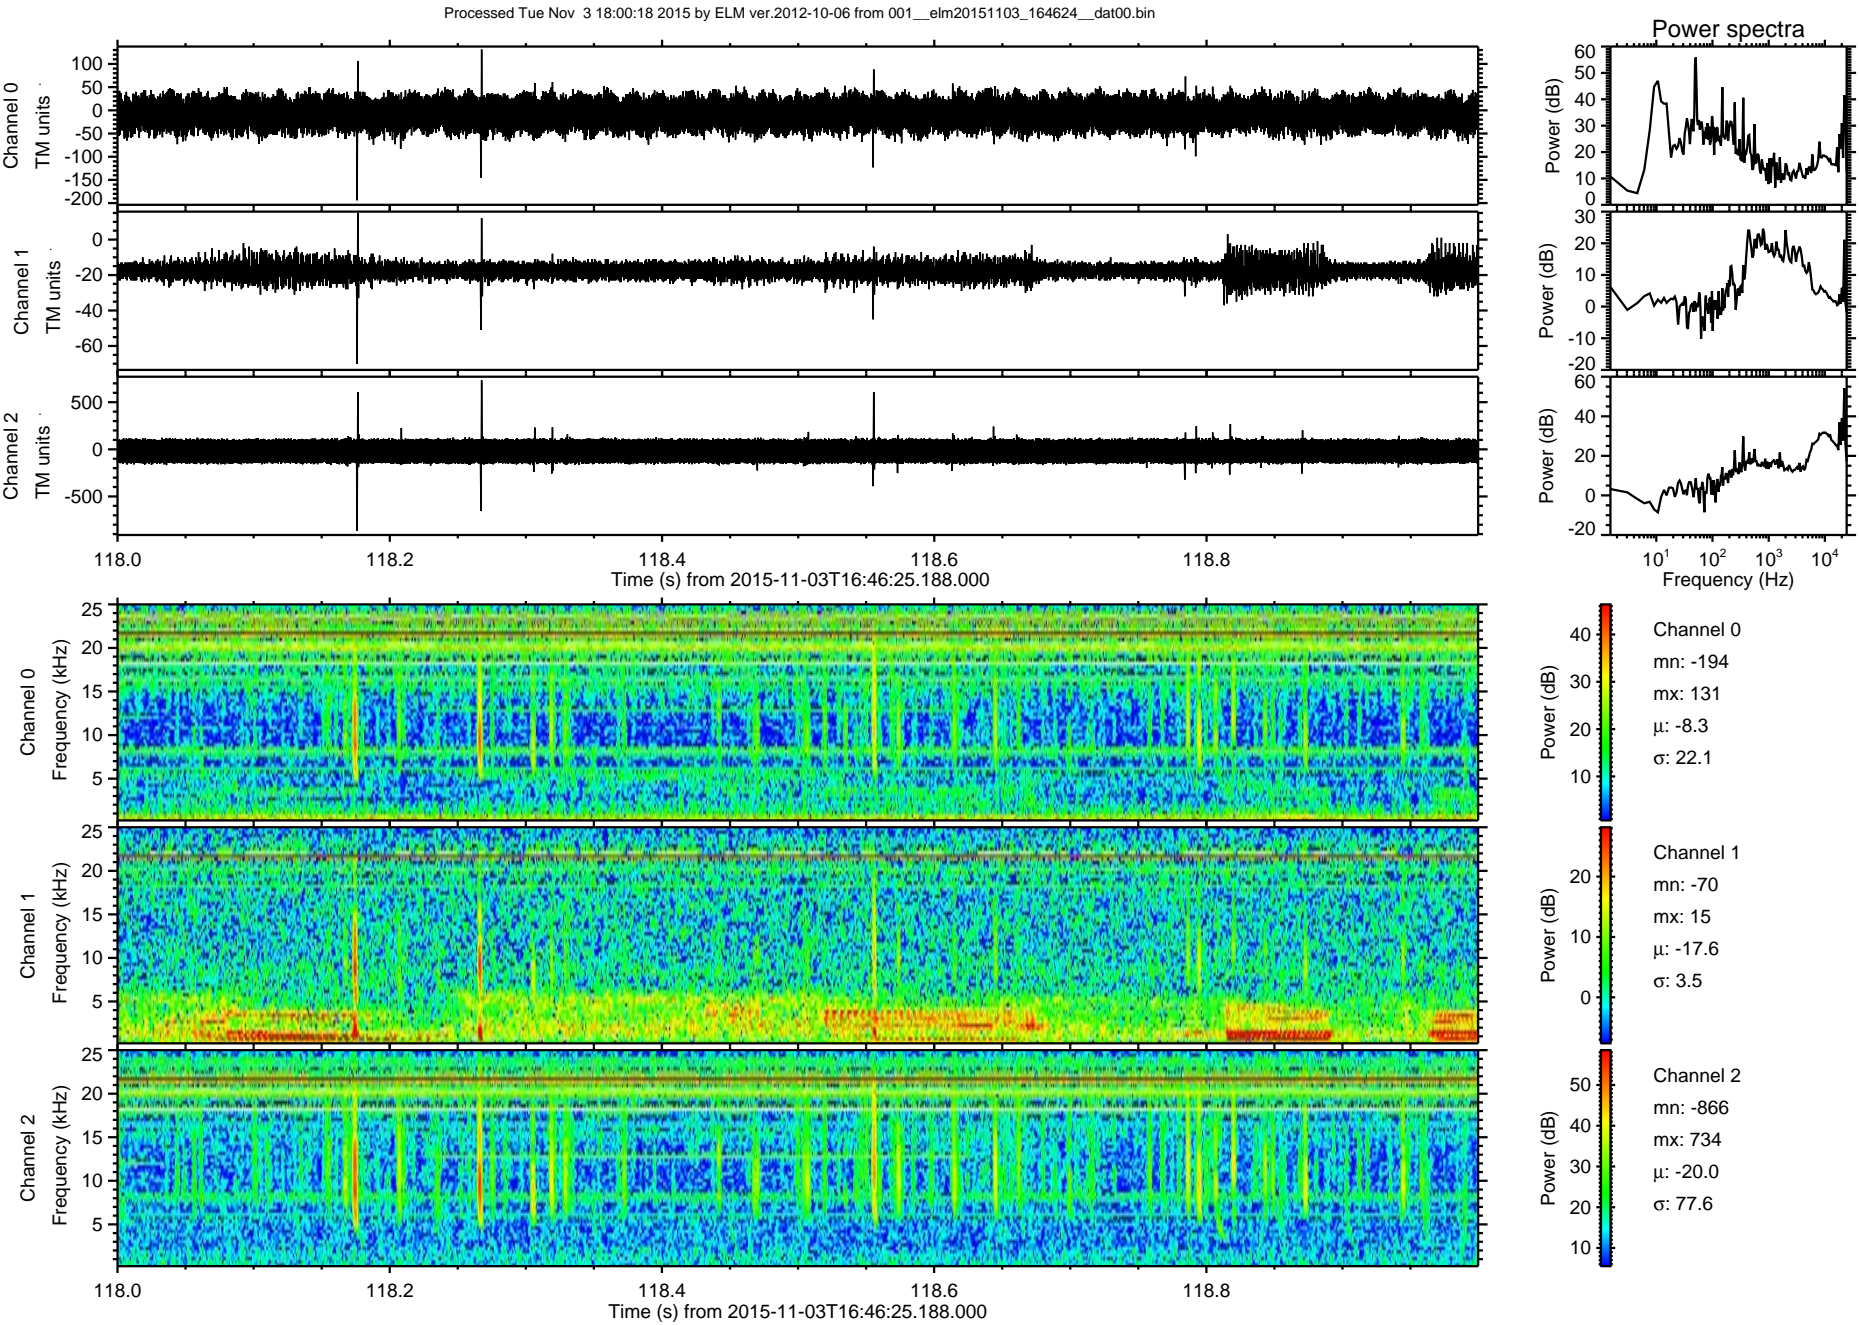 Processed Tue Nov  3 18:00:18 2015 by ELM ver.2012-10-06 from 001__elm20151103_164624__dat00.bin
Power spectra
Channel 0
TM units
100
50
0
-50
-100
-150
-200
Power (dB)
60
50
40
30
20
10
0
Channel 1
TM units
0
-20
-40
-60
Power (dB)
30
20
10
0
-10
-20
Channel 2
TM units
500
0
-500
Power (dB)
60
40
20
0
-20
118.0 118.2 118.4 118.6 118.8
Time (s) from 2015-11-03T16:46:25.188.000
10^1 10^2 10^3 10^4
Frequency (Hz)
Channel 0
Frequency (kHz)
25
20
15
10
5
Power (dB)
40
30
20
10
Channel 0
mn: -194
mx: 131
μ: -8.3
σ: 22.1
Channel 1
Frequency (kHz)
25
20
15
10
5
Power (dB)
20
10
0
Channel 1
mn: -70
mx: 15
μ: -17.6
σ: 3.5
Channel 2
Frequency (kHz)
25
20
15
10
5
Power (dB)
50
40
30
20
10
Channel 2
mn: -866
mx: 734
μ: -20.0
σ: 77.6
118.0 118.2 118.4 118.6 118.8
Time (s) from 2015-11-03T16:46:25.188.000